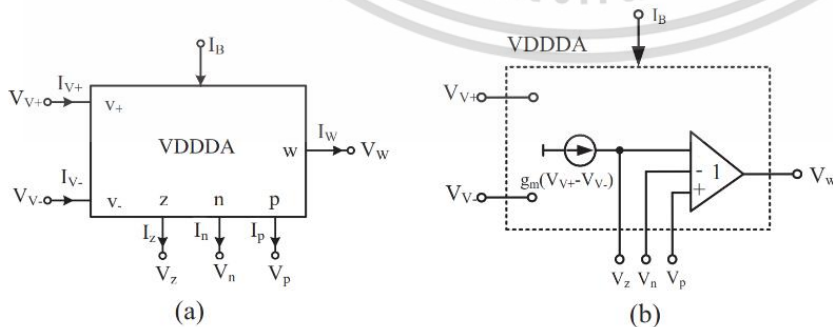 I_B
I_V+
V_V+
v_+
VDDDA
I_V-
V_V-
v_-
z
n
p
w
I_W
V_W
I_z
I_n
I_p
V_z
V_n
V_p
(a)
I_B
VDDDA
V_V+
V_V-
g_m(V_V+-V_V-)
-
1
+
V_w
V_z
V_n
V_p
(b)